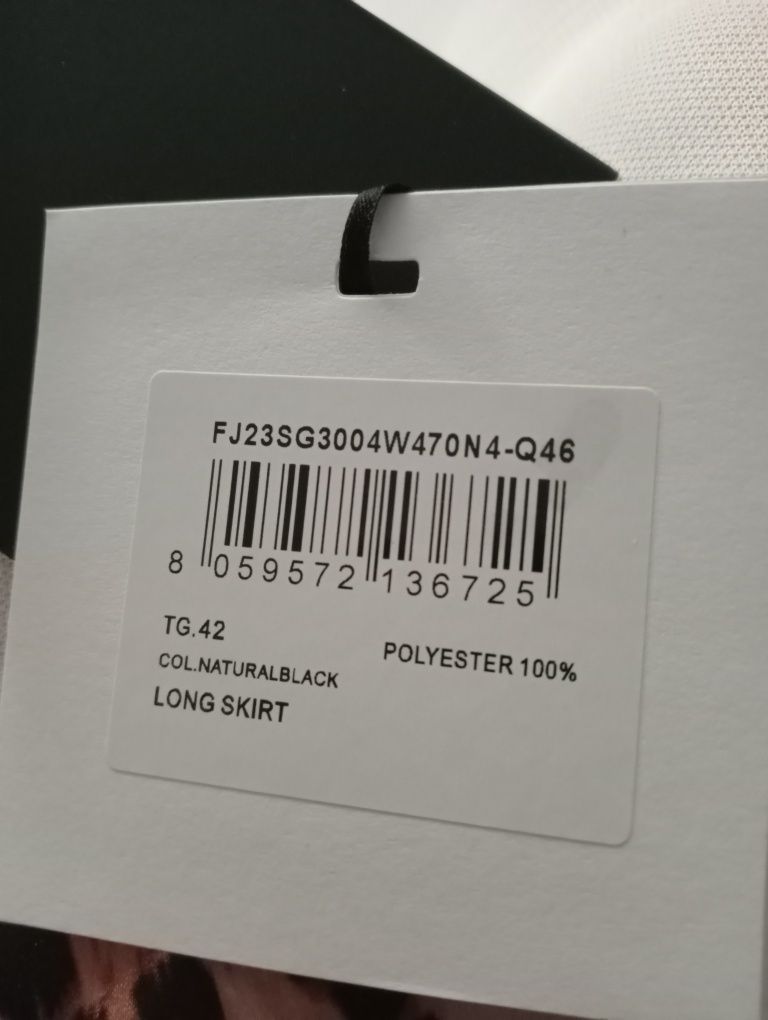 FJ23SG3004W470N4-Q46
8 059572 136725
TG.42
POLYESTER 100%
COL.NATURALBLACK
LONG SKIRT